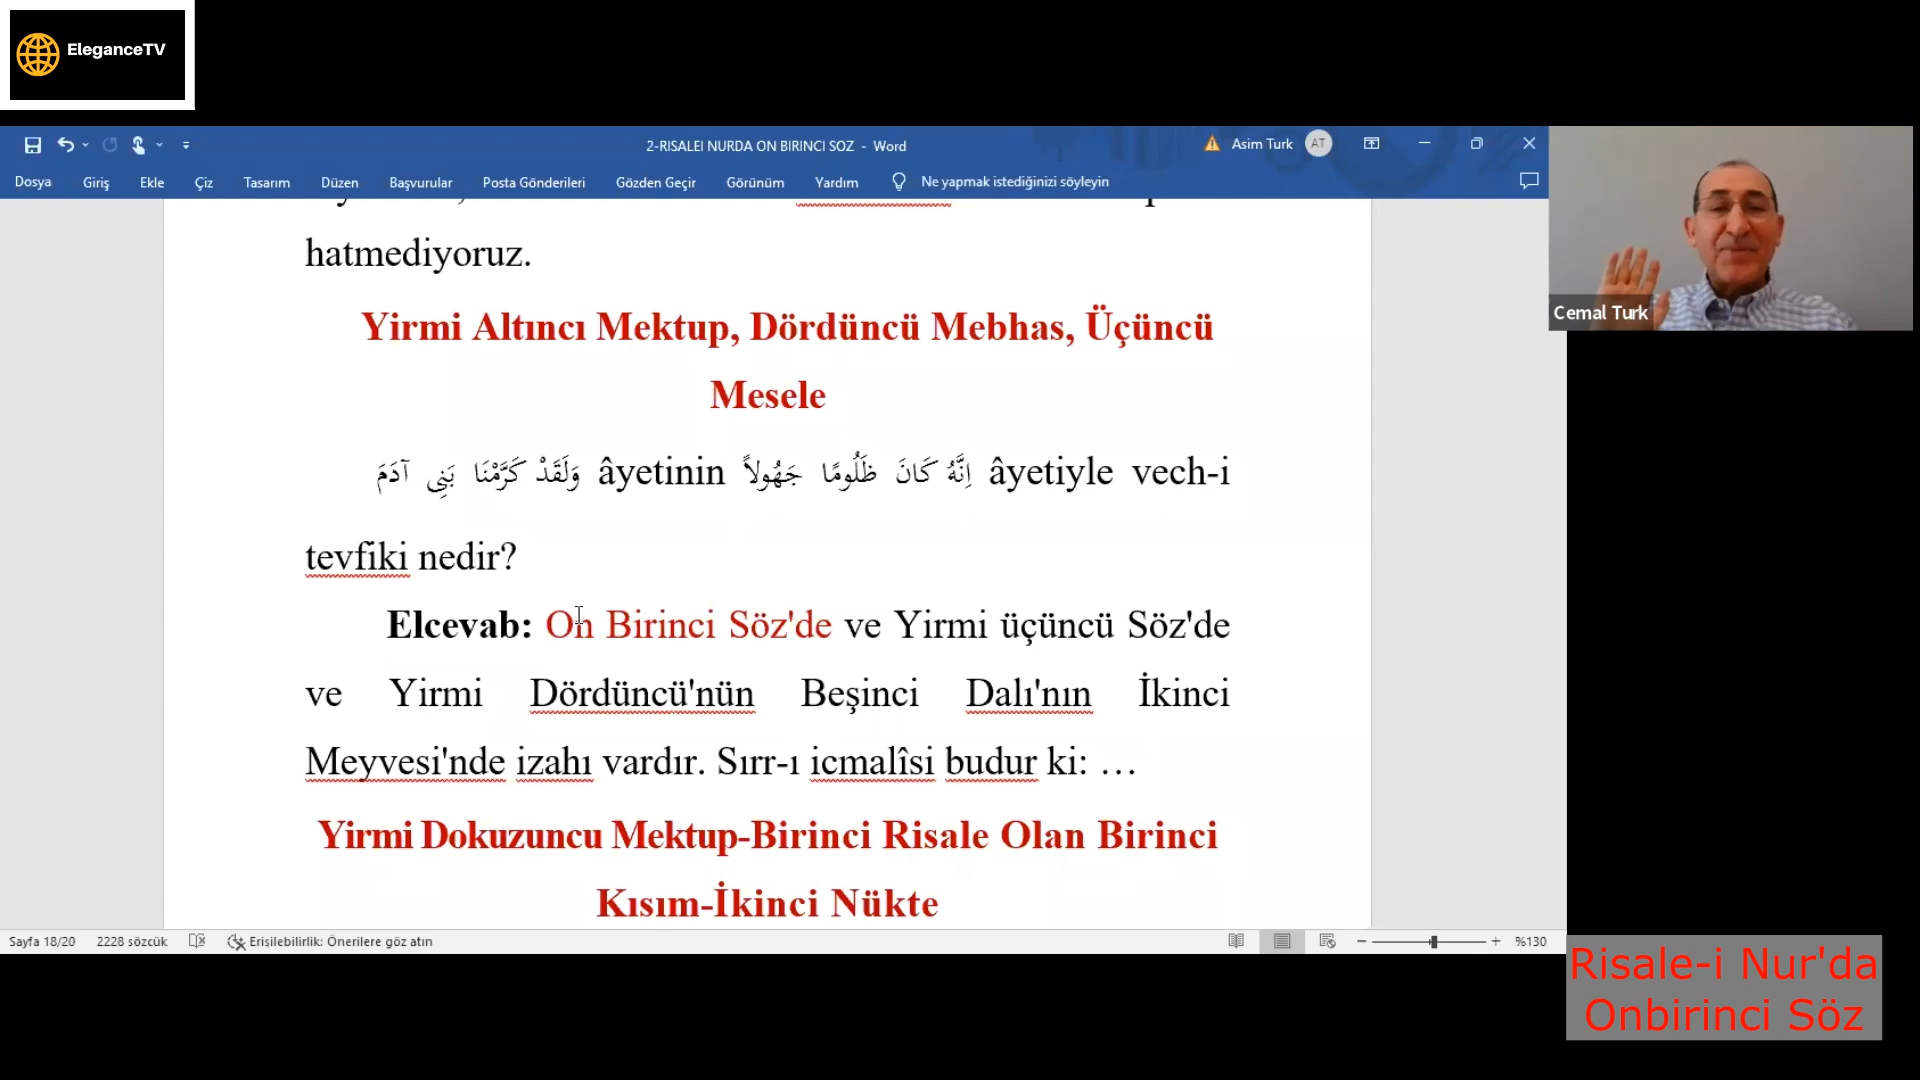 EleganceTV
2-RISALEI NURDA ON BIRINCI SOZ - Word
Asim Turk
AT
Dosya Giriş Ekle Çiz Tasarım Düzen Başvurular Posta Gönderileri Gözden Geçir Görünüm Yardım Ne yapmak istediğinizi söyleyin
hatmediyoruz.
Yirmi Altıncı Mektup, Dördüncü Mebhas, Üçüncü
Mesele
وَلَقَدْ كَرَّمْنَا بَنِى آدَمَ âyetinin اِنَّهُ كَانَ ظَلُومًا جَهُولاً âyetiyle vech-i
tevfiki nedir?
Elcevab: On Birinci Söz'de ve Yirmi üçüncü Söz'de
ve Yirmi Dördüncü'nün Beşinci Dalı'nın İkinci
Meyvesi'nde izahı vardır. Sırr-ı icmalîsi budur ki: …
Yirmi Dokuzuncu Mektup-Birinci Risale Olan Birinci
Kısım-İkinci Nükte
Sayfa 18/20 2228 sözcük Erişilebilirlik: Önerilere göz atın
%130
Cemal Turk
Risale-i Nur'da
Onbirinci Söz